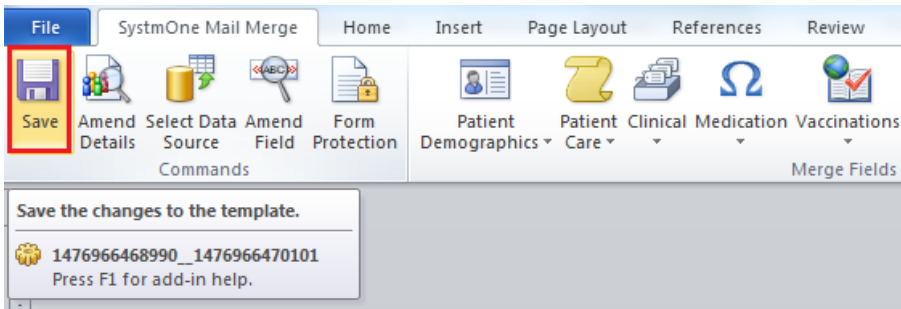 File SystmOne Mail Merge Home Insert Page Layout References Review
Save Amend Details Select Data Source Amend Field Form Protection Patient Demographics Patient Care Clinical Medication Vaccinations
Commands Merge Fields
Save the changes to the template.
1476966468990__1476966470101
Press F1 for add-in help.